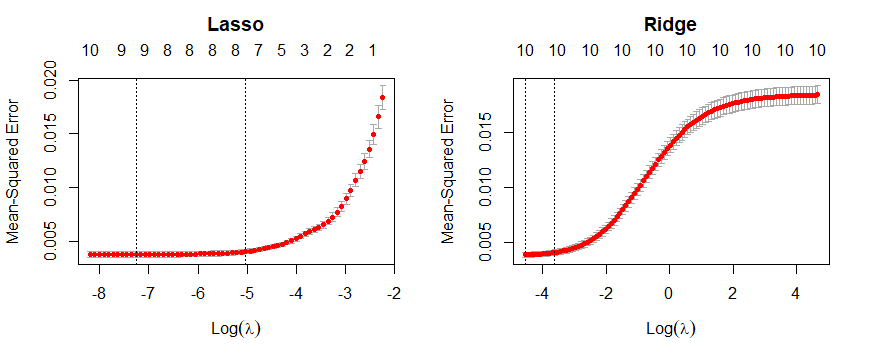 Lasso
10 9 9 8 8 8 8 7 5 3 2 2 1
Mean-Squared Error
0.020
0.015
0.010
0.005
-8 -7 -6 -5 -4 -3 -2
Log(λ)
Ridge
10 10 10 10 10 10 10 10 10 10
Mean-Squared Error
0.015
0.010
0.005
-4 -2 0 2 4
Log(λ)